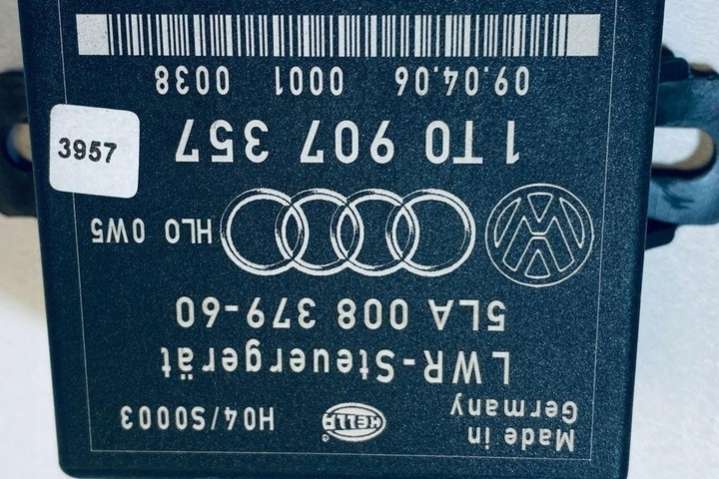 Made in
Germany
HELLA
H04/S0003
LWR-Steuergerät
5LA 008 379-60
HLO 0W5
1T0 907 357
09.04.06 0001 0038
3957